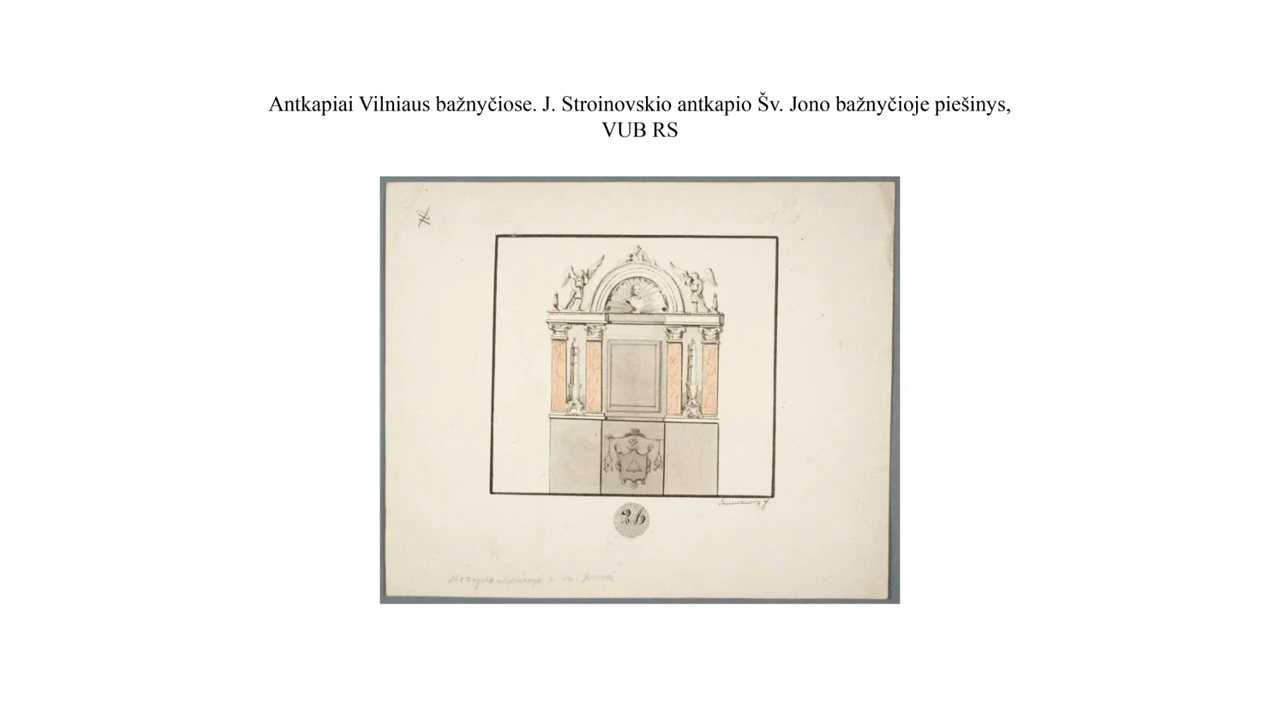 Antkapiai Vilniaus bažnyčiose. J. Stroinovskio antkapio Šv. Jono bažnyčioje piešinys,
VUB RS
26